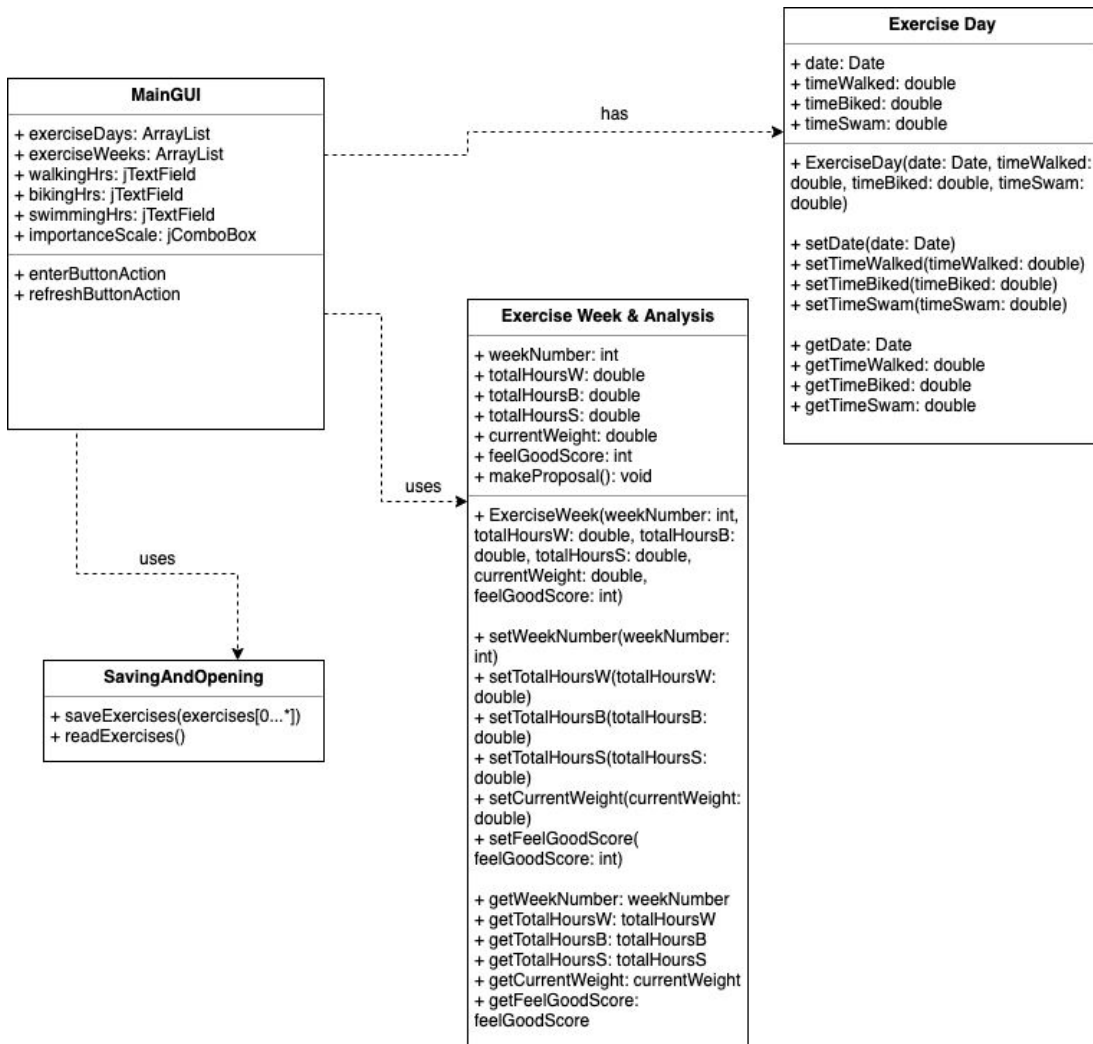 MainGUI
+ exerciseDays: ArrayList
+ exerciseWeeks: ArrayList
+ walkingHrs: jTextField
+ bikingHrs: jTextField
+ swimmingHrs: jTextField
+ importanceScale: jComboBox
+ enterButtonAction
+ refreshButtonAction
has
Exercise Day
+ date: Date
+ timeWalked: double
+ timeBiked: double
+ timeSwam: double
+ ExerciseDay(date: Date, timeWalked:
double, timeBiked: double, timeSwam:
double)
+ setDate(date: Date)
+ setTimeWalked(timeWalked: double)
+ setTimeBiked(timeBiked: double)
+ setTimeSwam(timeSwam: double)
+ getDate: Date
+ getTimeWalked: double
+ getTimeBiked: double
+ getTimeSwam: double
uses
Exercise Week & Analysis
+ weekNumber: int
+ totalHoursW: double
+ totalHoursB: double
+ totalHoursS: double
+ currentWeight: double
+ feelGoodScore: int
+ makeProposal(): void
+ ExerciseWeek(weekNumber: int,
totalHoursW: double, totalHoursB:
double, totalHoursS: double,
currentWeight: double,
feelGoodScore: int)
+ setWeekNumber(weekNumber:
int)
+ setTotalHoursW(totalHoursW:
double)
+ setTotalHoursB(totalHoursB:
double)
+ setTotalHoursS(totalHoursS:
double)
+ setCurrentWeight(currentWeight:
double)
+ setFeelGoodScore(
feelGoodScore: int)
+ getWeekNumber: weekNumber
+ getTotalHoursW: totalHoursW
+ getTotalHoursB: totalHoursB
+ getTotalHoursS: totalHoursS
+ getCurrentWeight: currentWeight
+ getFeelGoodScore:
feelGoodScore
uses
SavingAndOpening
+ saveExercises(exercises[0...*])
+ readExercises()